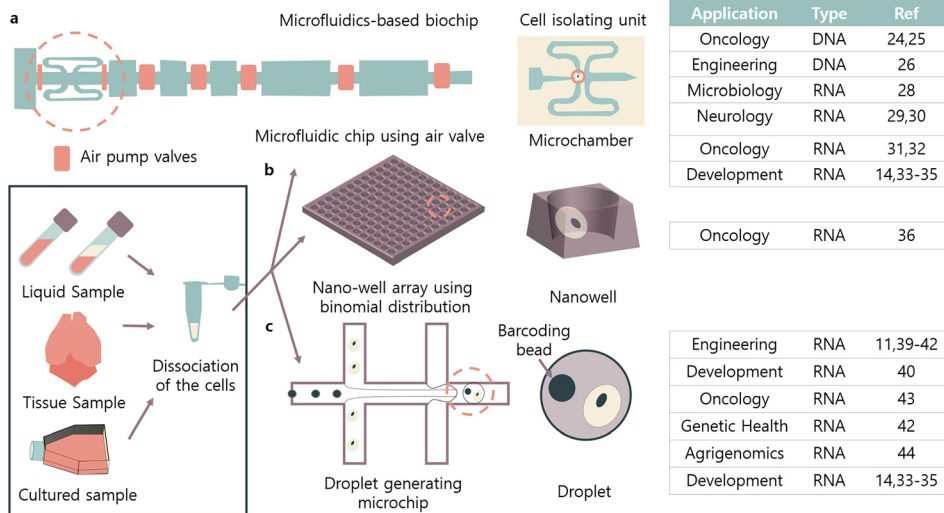 a
Microfluidics-based biochip
Cell isolating unit
Air pump valves
Microfluidic chip using air valve
Microchamber
Application Type Ref
Oncology DNA 24,25
Engineering DNA 26
Microbiology RNA 28
Neurology RNA 29,30
Oncology RNA 31,32
Development RNA 14,33-35
Liquid Sample
Tissue Sample
Cultured sample
Dissociation
of the cells
b
Nano-well array using
binomial distribution
Nanowell
Oncology RNA 36
c
Barcoding
bead
Droplet generating
microchip
Droplet
Engineering RNA 11,39-42
Development RNA 40
Oncology RNA 43
Genetic Health RNA 42
Agrigenomics RNA 44
Development RNA 14,33-35